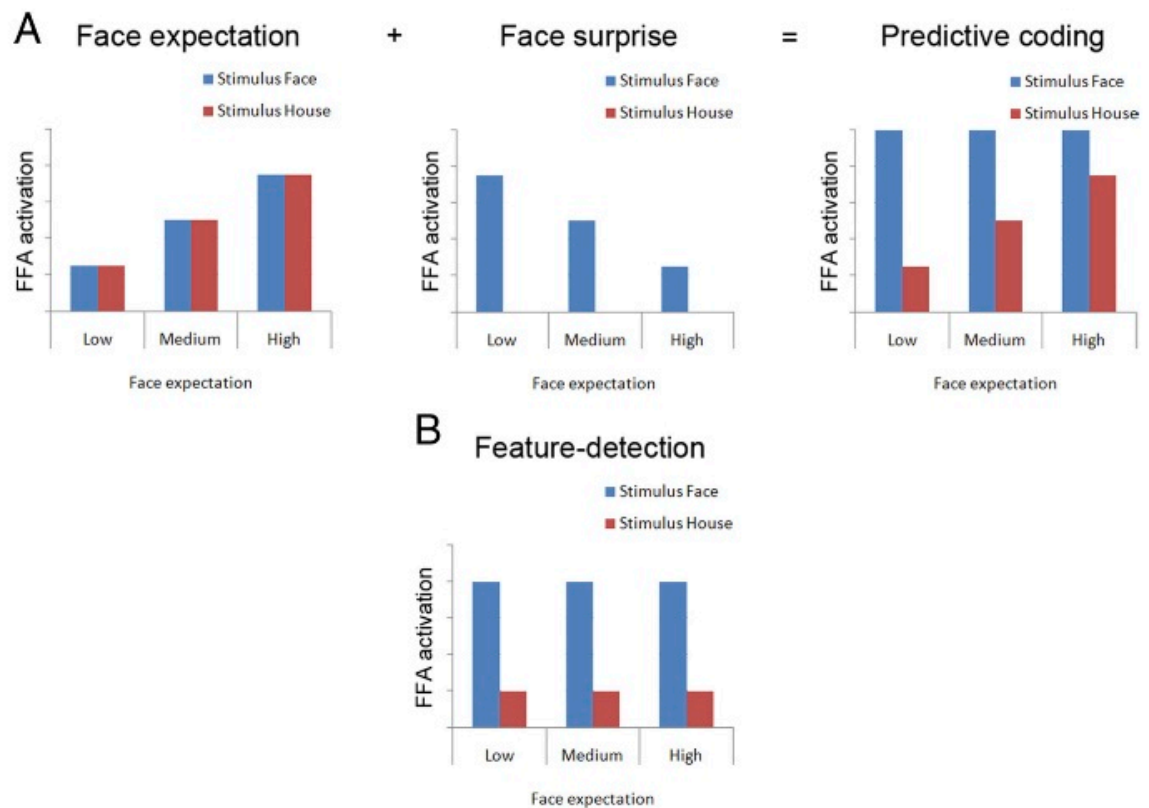 A
Face expectation
+
Face surprise
=
Predictive coding
Stimulus Face
Stimulus House
FFA activation
Low Medium High
Face expectation
Stimulus Face
Stimulus House
FFA activation
Low Medium High
Face expectation
Stimulus Face
Stimulus House
FFA activation
Low Medium High
Face expectation
B
Feature-detection
Stimulus Face
Stimulus House
FFA activation
Low Medium High
Face expectation